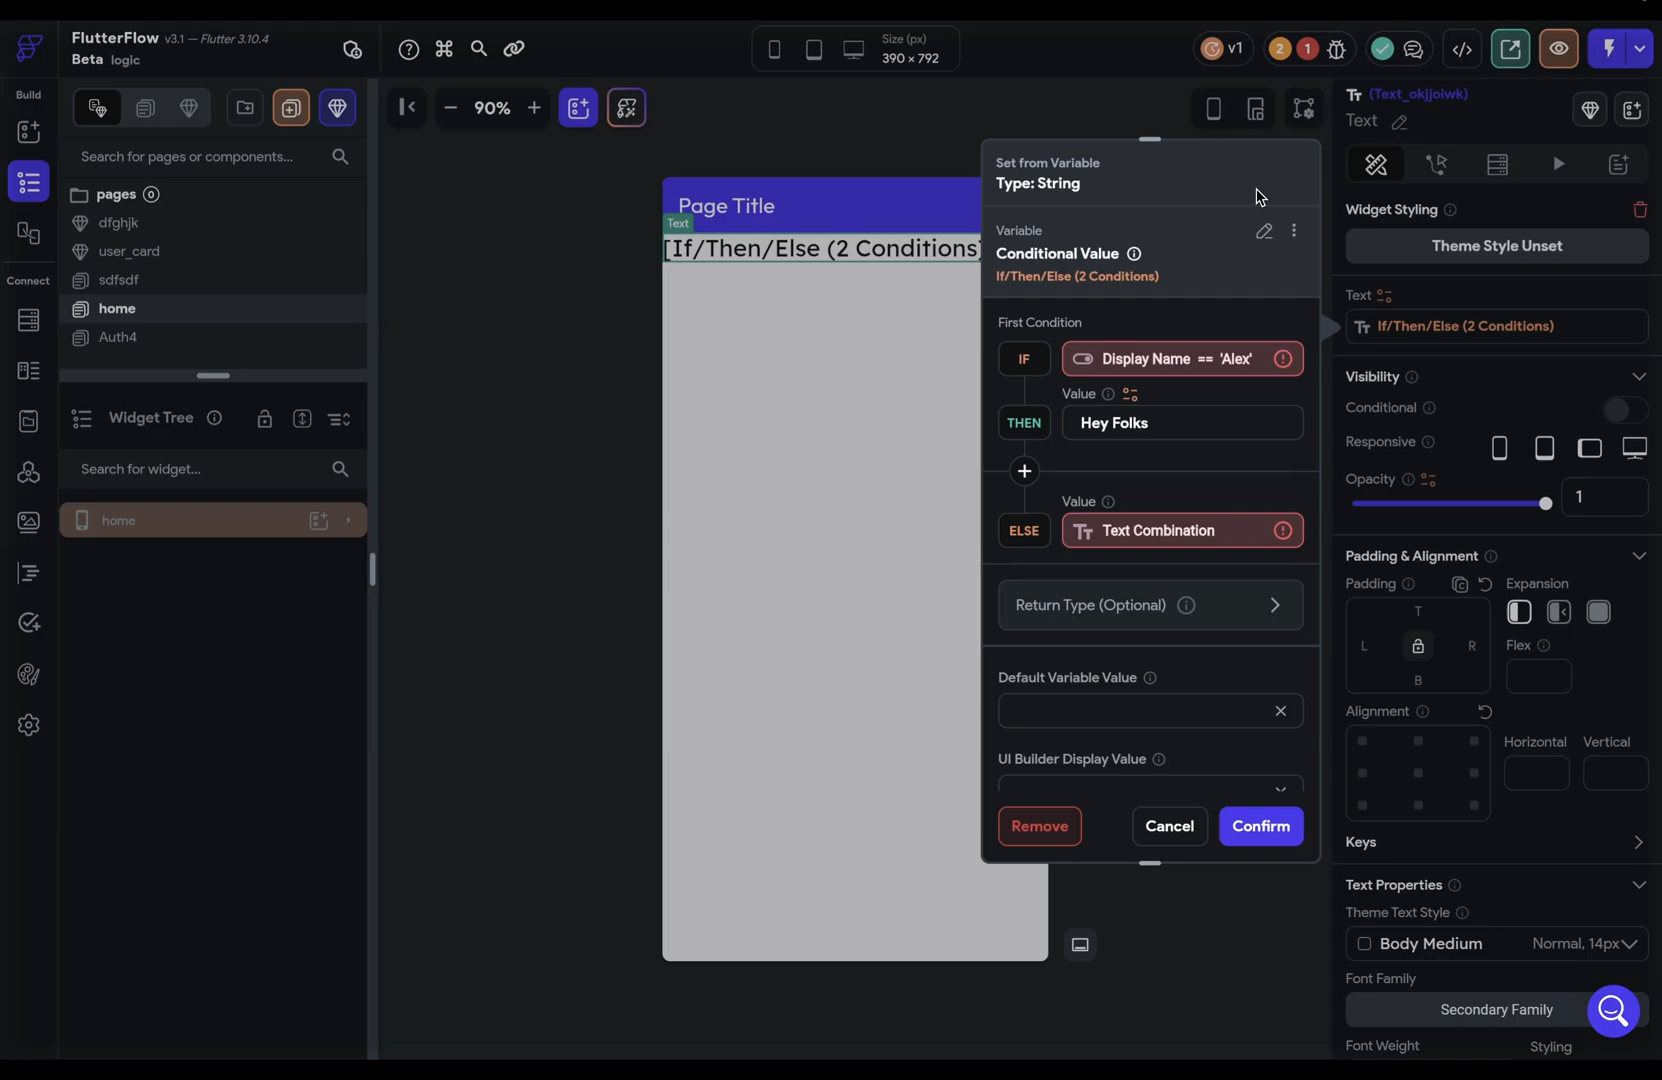 FlutterFlow v3.1 – Flutter 3.10.4
Beta logic
Size (px)
390 × 792
v1
2
1
Build
90%
Search for pages or components...
pages 0
dfghjk
user_card
sdfsdf
home
Auth4
Connect
Widget Tree
Search for widget...
home
Page Title
Text
[If/Then/Else (2 Conditions)
Set from Variable
Type: String
Variable
Conditional Value
If/Then/Else (2 Conditions)
First Condition
IF
Display Name == 'Alex'
Value
THEN
Hey Folks
Value
ELSE
Text Combination
Return Type (Optional)
Default Variable Value
UI Builder Display Value
Remove
Cancel
Confirm
(Text_okjjoiwk)
Text
Widget Styling
Theme Style Unset
Text
If/Then/Else (2 Conditions)
Visibility
Conditional
Responsive
Opacity
1
Padding & Alignment
Padding
Expansion
T
L
R
B
Flex
Alignment
Horizontal
Vertical
Keys
Text Properties
Theme Text Style
Body Medium
Normal, 14px
Font Family
Secondary Family
Font Weight
Styling